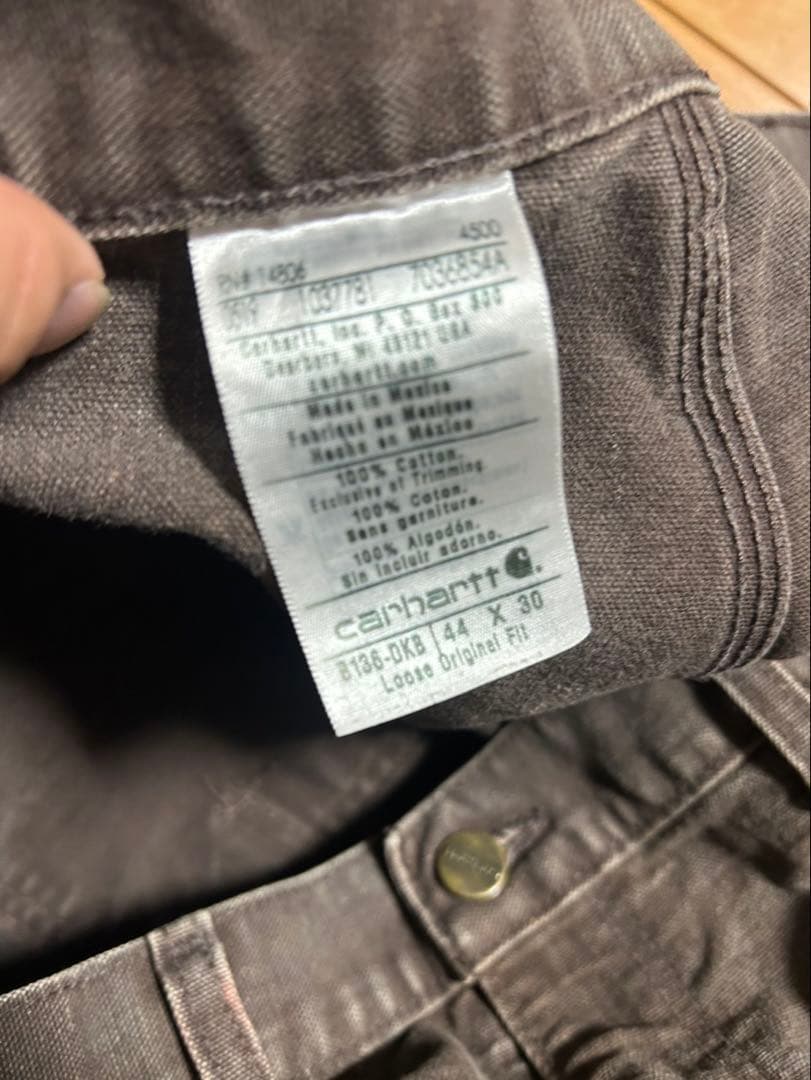 4500
RN# 14806
0519 1037781 7036854A
Carhartt, Inc. P. O. Box 600
Dearborn, MI 48121 USA
carhartt.com
Made in Mexico
Fabriqué au Mexique
Hecho en México
100% Cotton.
Exclusive of Trimming
100% Coton.
Sans garniture.
100% Algodón.
Sin incluir adorno.
carhartt
B136-DKB 44 X 30
Loose Original Fit